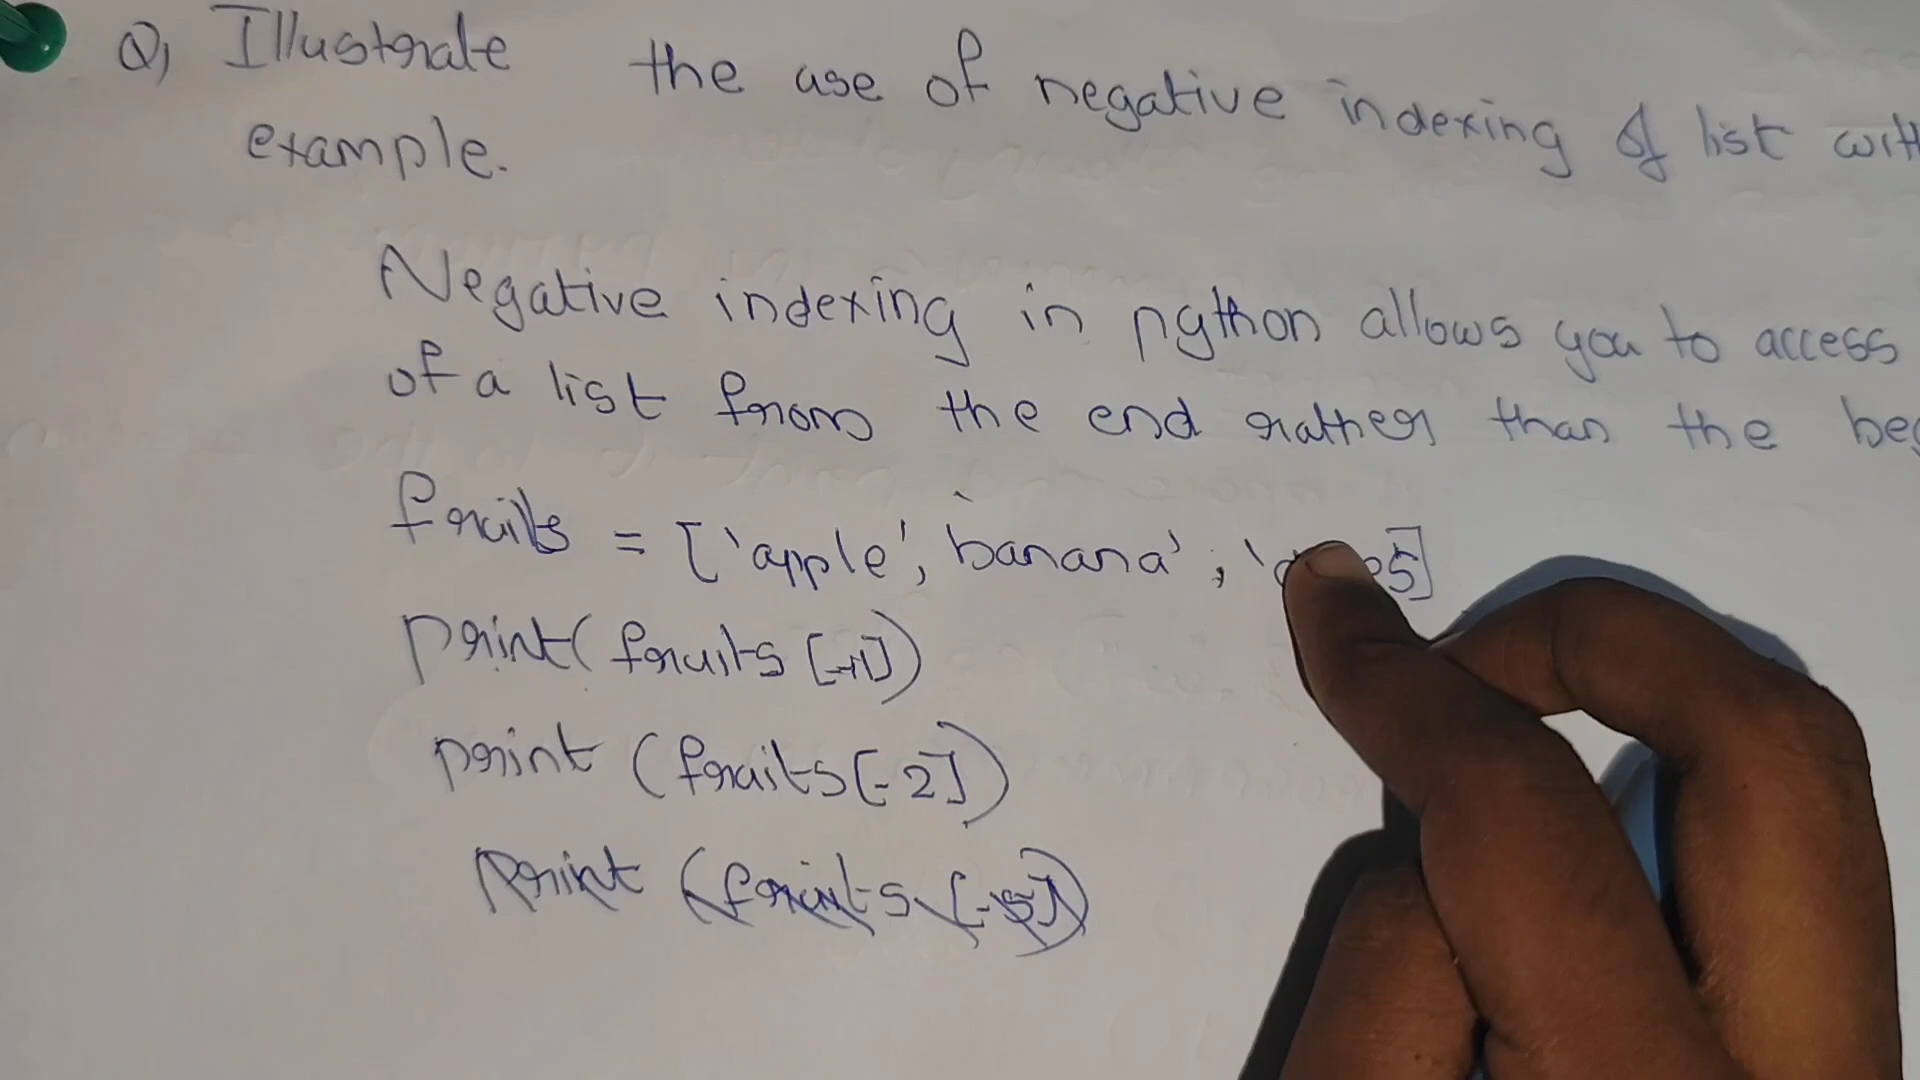 Q, Illustrate the use of negative indexing of list with
example.
Negative indexing in python allows you to access
of a list from the end rather than the beg
fruits = ['apple', banana',
print(fruits [-1])
print (fruits [-2])
print (fruits [-3])